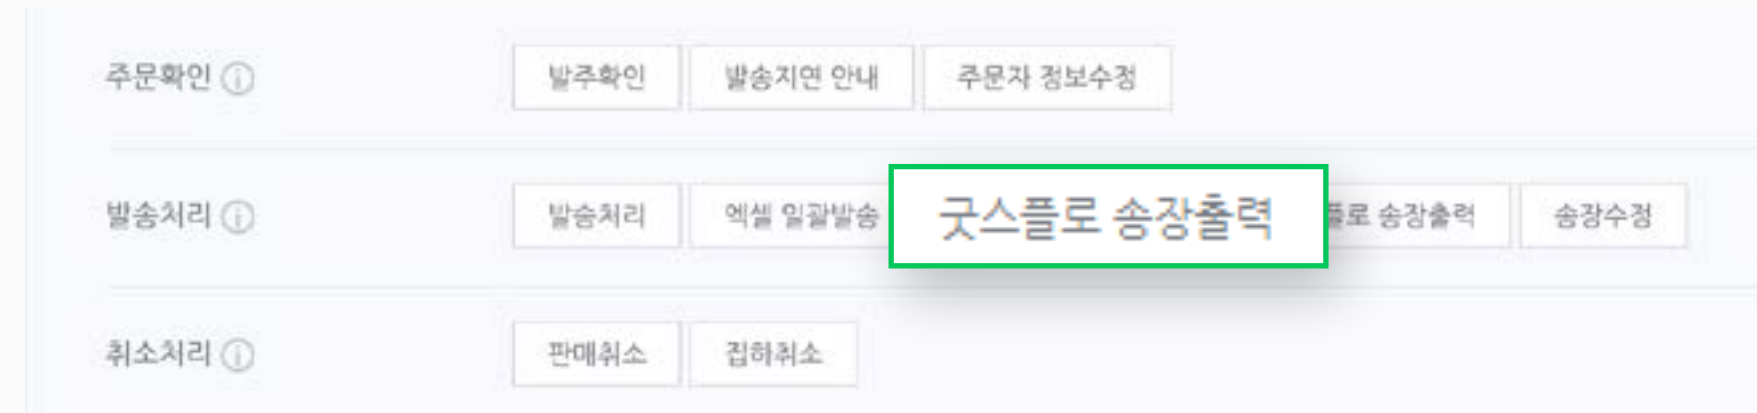 주문확인 발주확인 발송지연 안내 주문자 정보수정
발송처리 발송처리 엑셀 일괄발송 굿스플로 송장출력 플로 송장출력 송장수정
취소처리 판매취소 집하취소